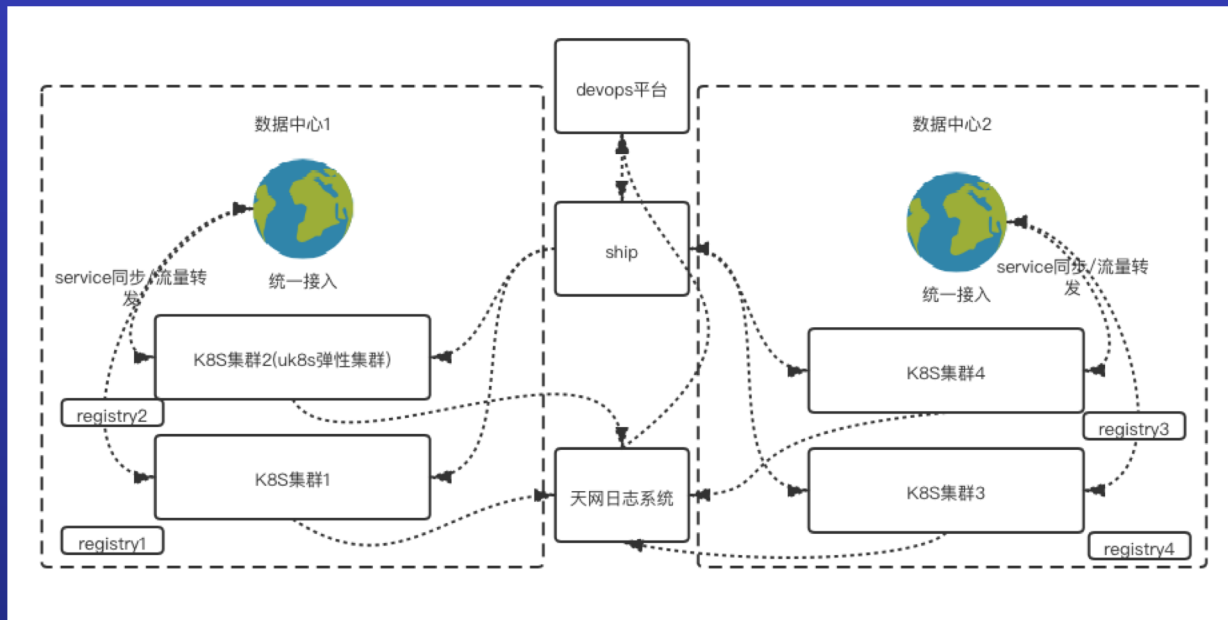 devops平台
数据中心1
数据中心2
ship
统一接入
统一接入
service同步/流量转
发
service同步/流量转
发
K8S集群2(uk8s弹性集群)
K8S集群4
registry2
registry3
K8S集群1
天网日志系统
K8S集群3
registry1
registry4